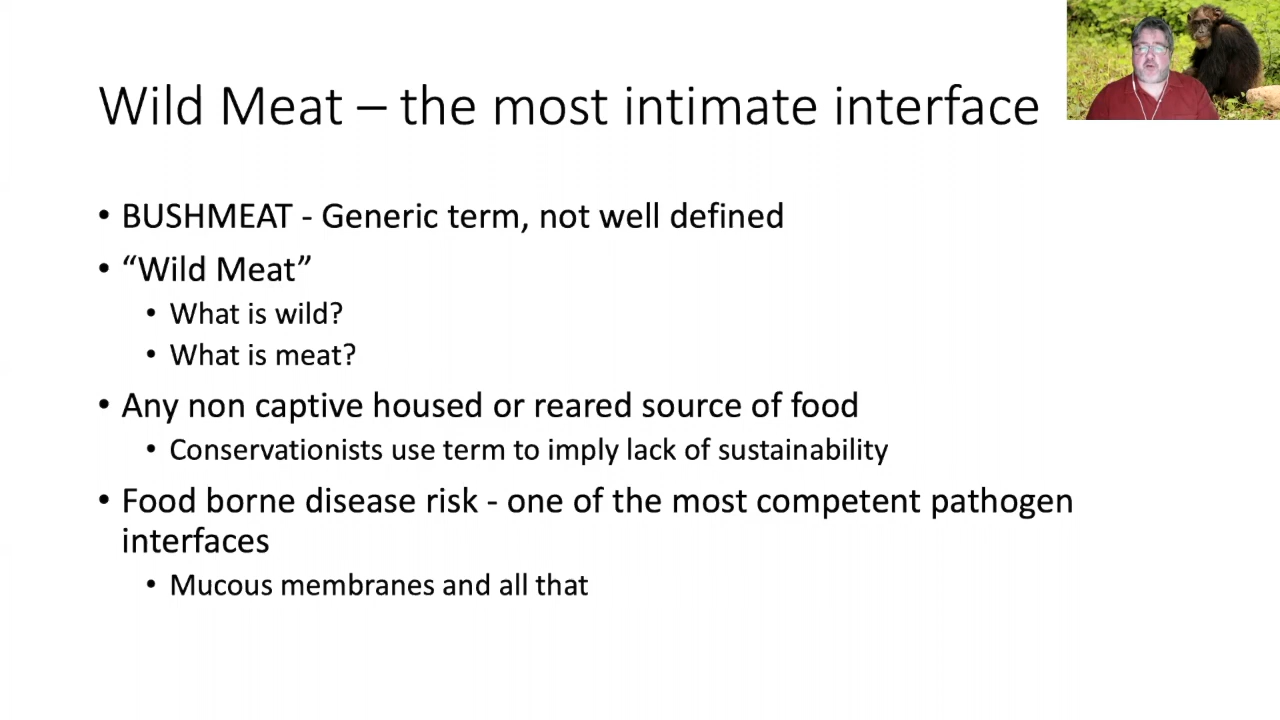 Wild Meat – the most intimate interface
• BUSHMEAT - Generic term, not well defined
• “Wild Meat”
• What is wild?
• What is meat?
• Any non captive housed or reared source of food
• Conservationists use term to imply lack of sustainability
• Food borne disease risk - one of the most competent pathogen
interfaces
• Mucous membranes and all that